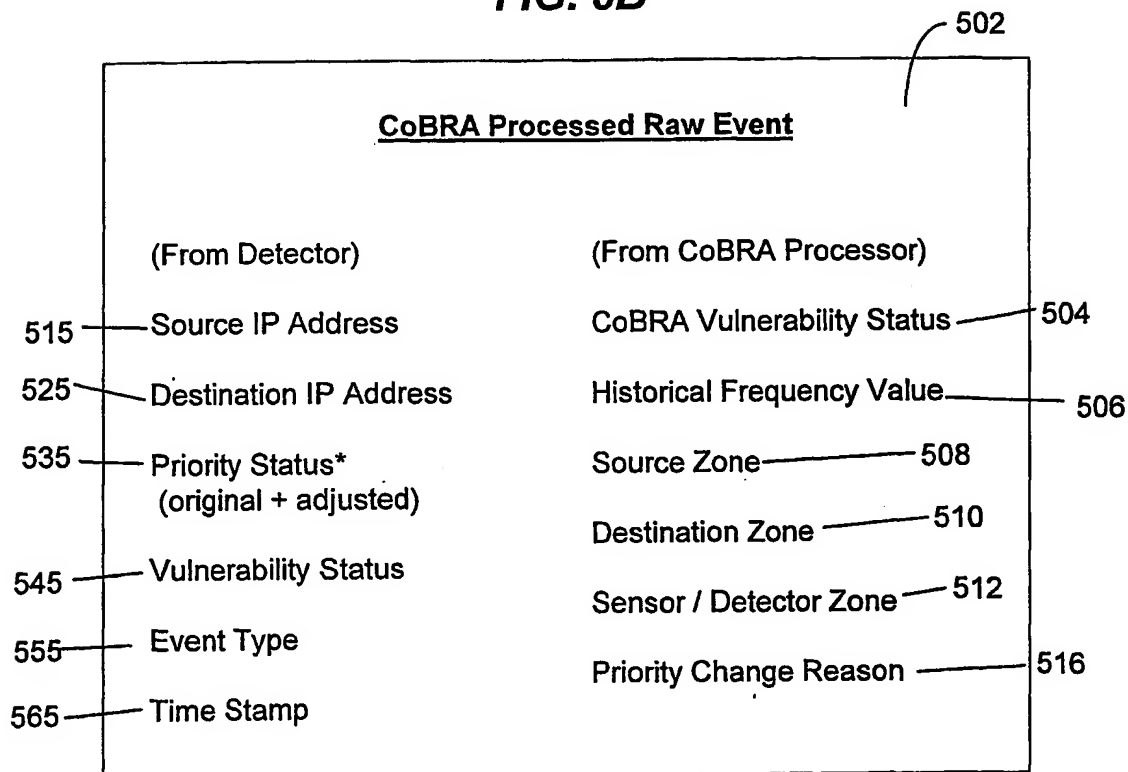 FIG.
502
CoBRA Processed Raw Event
(From Detector)
515 Source IP Address
525 Destination IP Address
535 Priority Status*
(original + adjusted)
545 Vulnerability Status
555 Event Type
565 Time Stamp
(From CoBRA Processor)
CoBRA Vulnerability Status 504
Historical Frequency Value 506
Source Zone 508
Destination Zone 510
Sensor / Detector Zone 512
Priority Change Reason 516